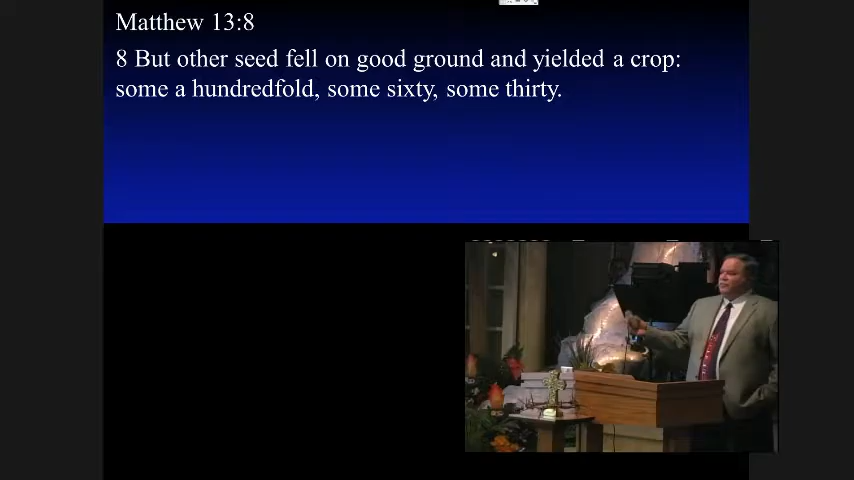 Matthew 13:8
8 But other seed fell on good ground and yielded a crop:
some a hundredfold, some sixty, some thirty.